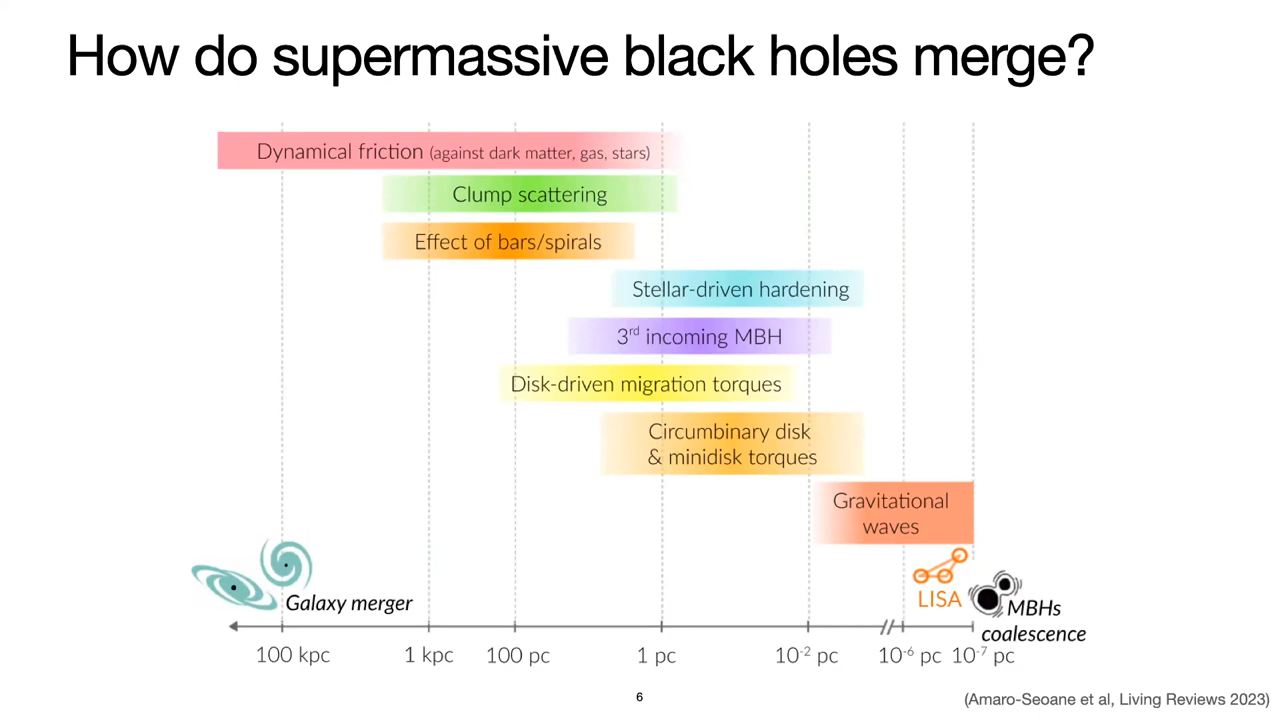 How do supermassive black holes merge?
Dynamical friction (against dark matter, gas, stars)
Clump scattering
Effect of bars/spirals
Stellar-driven hardening
3rd incoming MBH
Disk-driven migration torques
Circumbinary disk
& minidisk torques
Gravitational
waves
Galaxy merger
LISA
MBHs
coalescence
100 kpc
1 kpc
100 pc
1 pc
10-2 pc
10-6 pc
10-7 pc
6
(Amaro-Seoane et al, Living Reviews 2023)